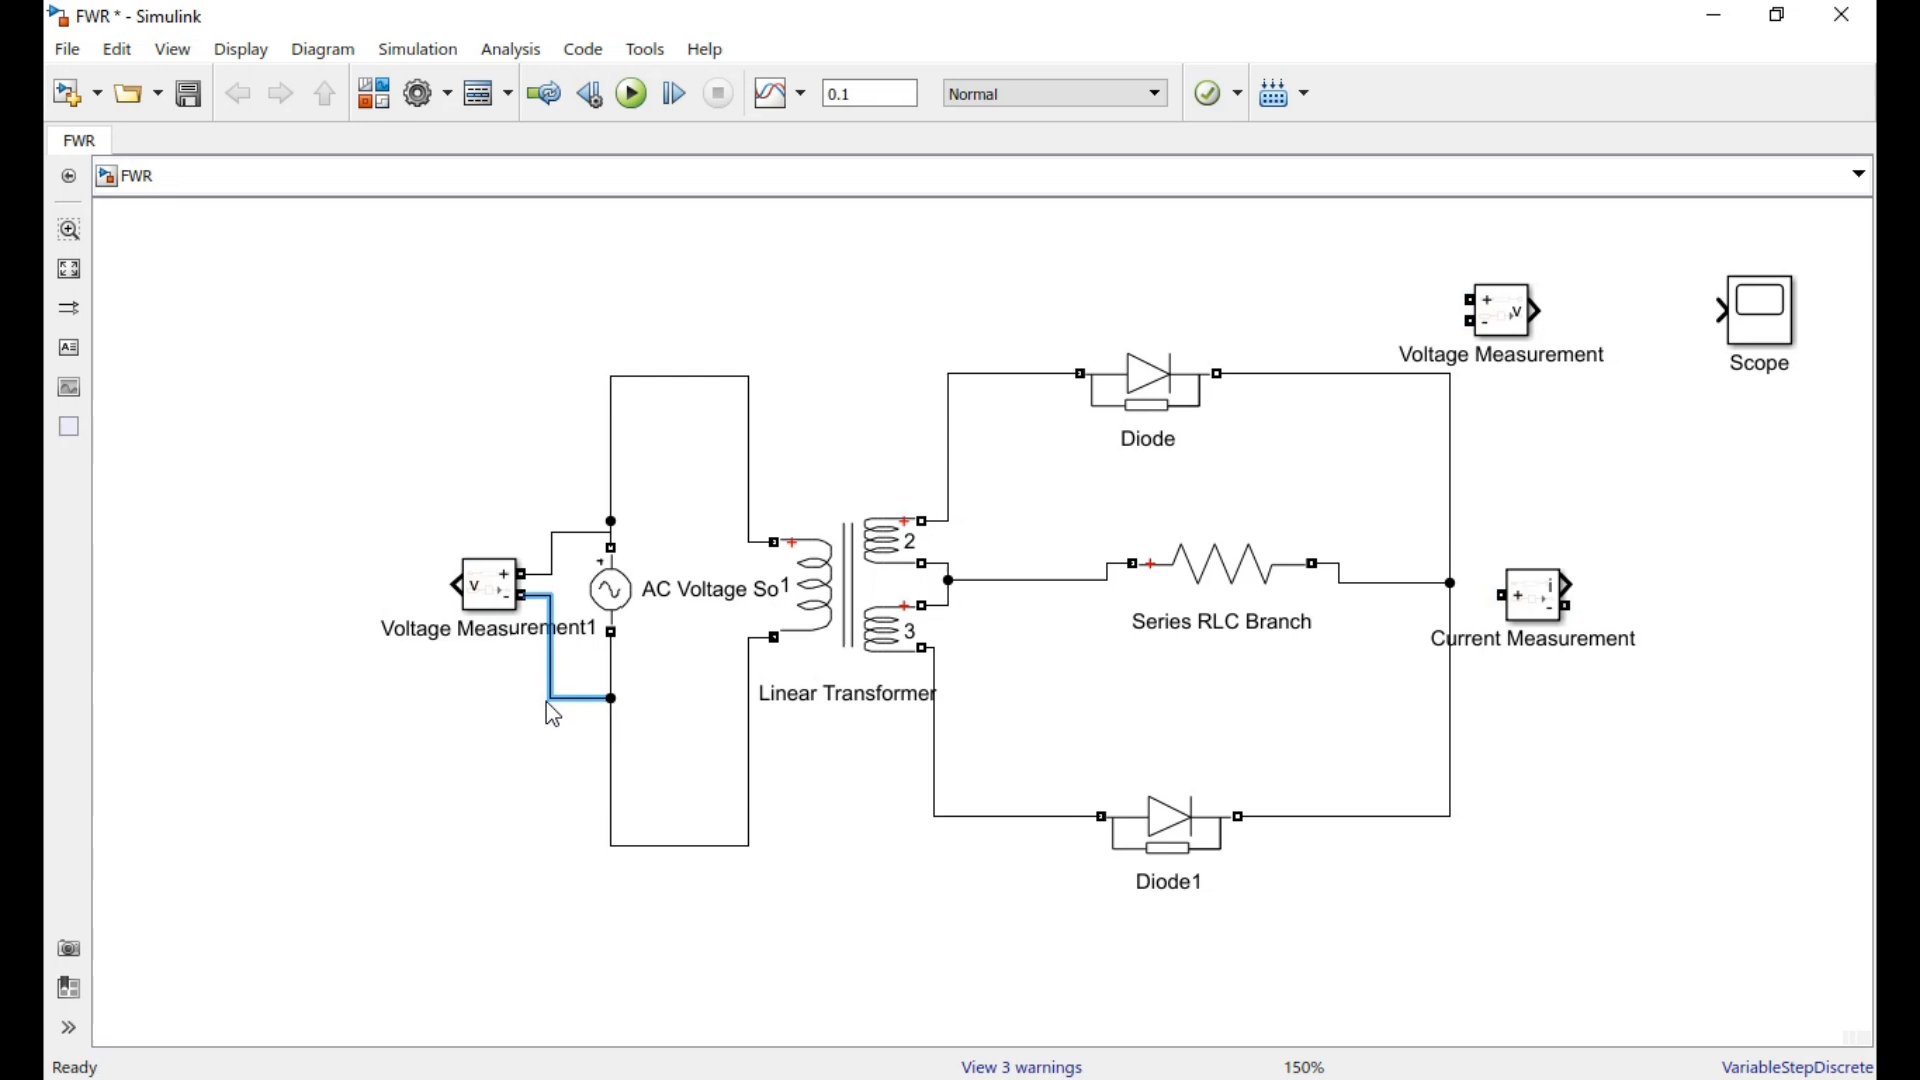 FWR * - Simulink
File Edit View Display Diagram Simulation Analysis Code Tools Help
0.1 Normal
FWR
FWR
+ - v
Voltage Measurement
Scope
Diode
+ 2
+ 1
+ - v
+
AC Voltage So
+
Series RLC Branch
+ i -
Current Measurement
Voltage Measurement1
+ 3
Linear Transformer
Diode1
Ready View 3 warnings 150% VariableStepDiscrete